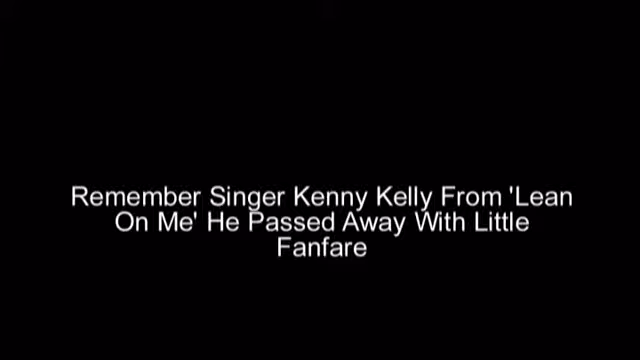 Remember Singer Kenny Kelly From 'Lean
On Me' He Passed Away With Little
Fanfare